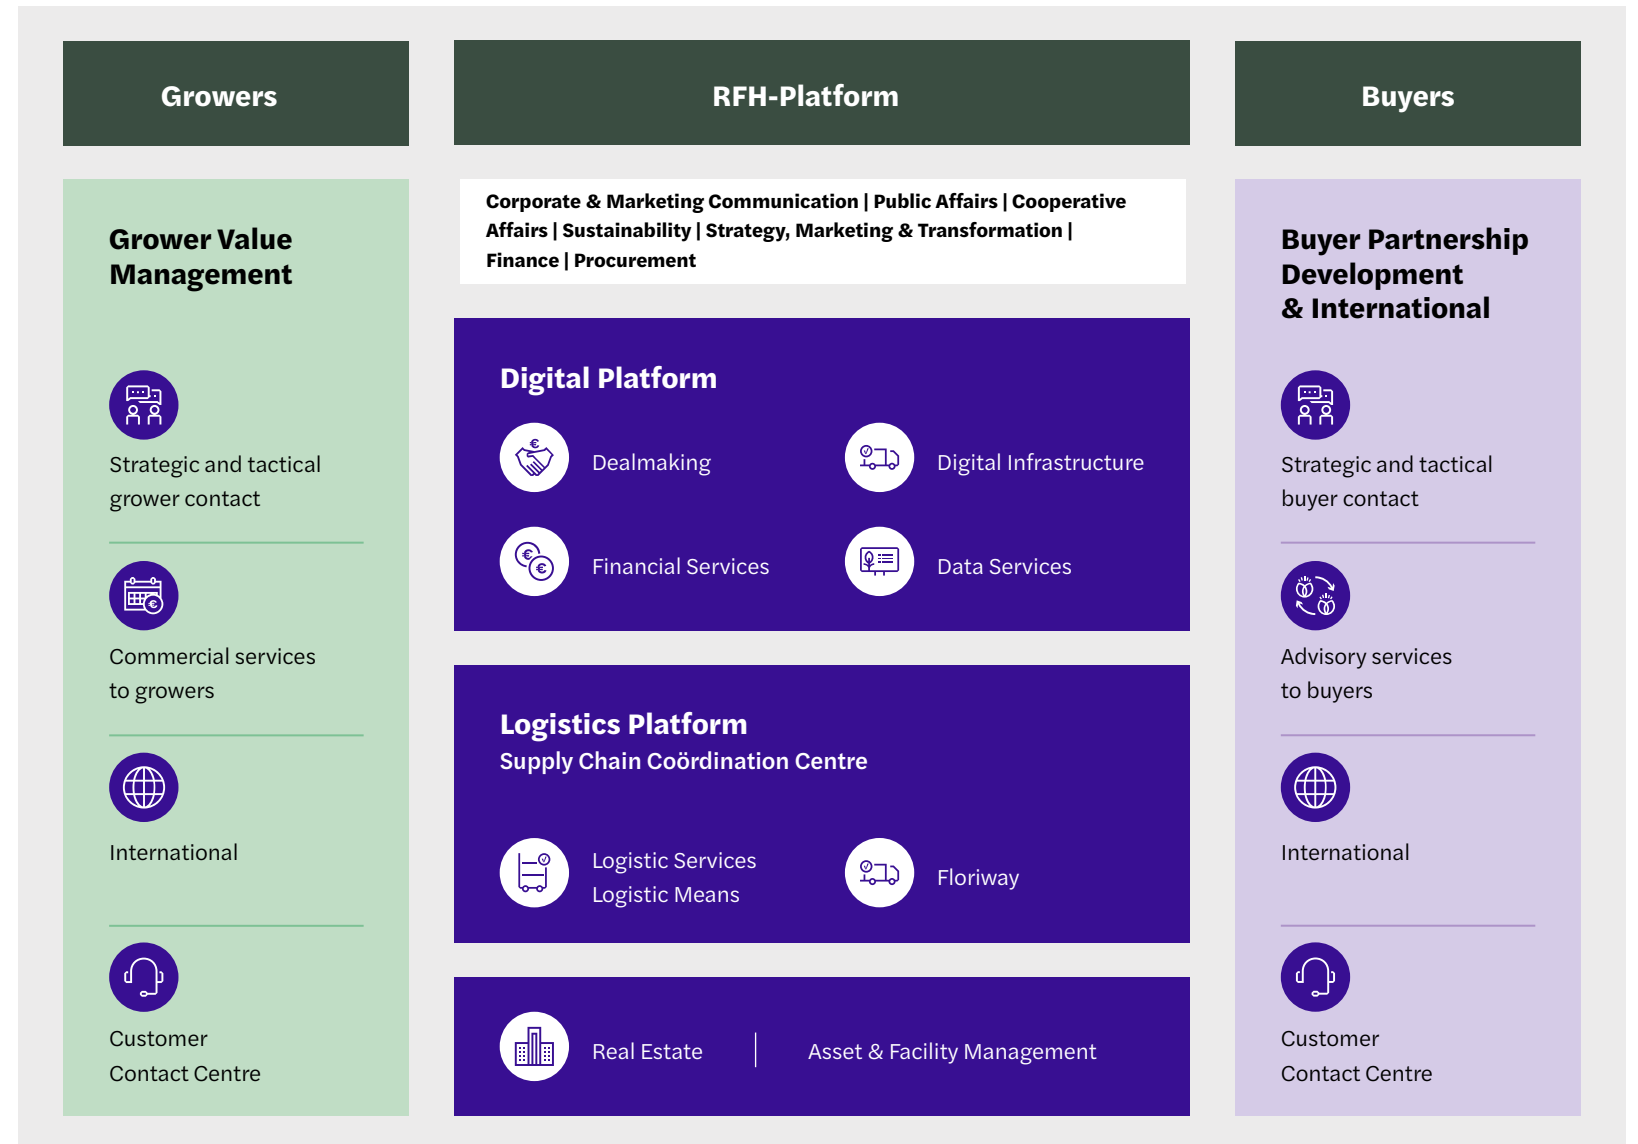 Growers
RFH-Platform
Buyers
Grower Value
Management
Strategic and tactical
grower contact
Commercial services
to growers
International
Customer
Contact Centre
Corporate & Marketing Communication | Public Affairs | Cooperative
Affairs | Sustainability | Strategy, Marketing & Transformation |
Finance | Procurement
Digital Platform
Dealmaking
Digital Infrastructure
Financial Services
Data Services
Logistics Platform
Supply Chain Coördination Centre
Logistic Services
Logistic Means
Floriway
Real Estate | Asset & Facility Management
Buyer Partnership
Development
& International
Strategic and tactical
buyer contact
Advisory services
to buyers
International
Customer
Contact Centre